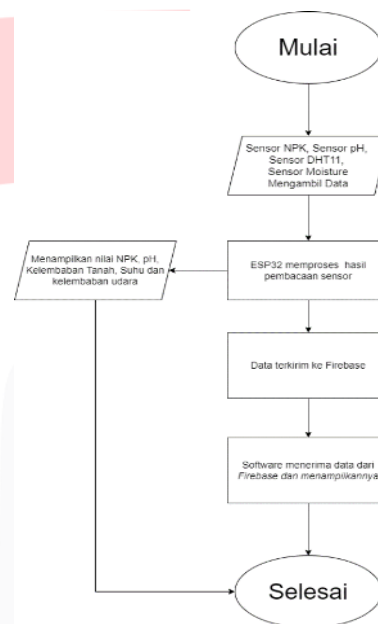 Mulai
Sensor NPK, Sensor pH,
Sensor DHT11,
Sensor Moisture
Mengambil Data
Menampilkan nilai NPK, pH,
Kelembaban Tanah, Suhu dan
kelembaban udara
ESP32 memproses hasil
pembacaan sensor
Data terkirim ke Firebase
Software menerima data dari
Firebase dan menampilkannya
Selesai